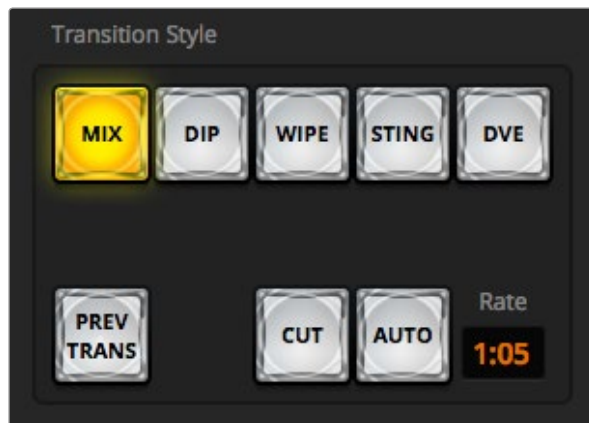 Transition Style
MIX DIP WIPE STING DVE
PREV
TRANS
CUT AUTO
Rate
1:05